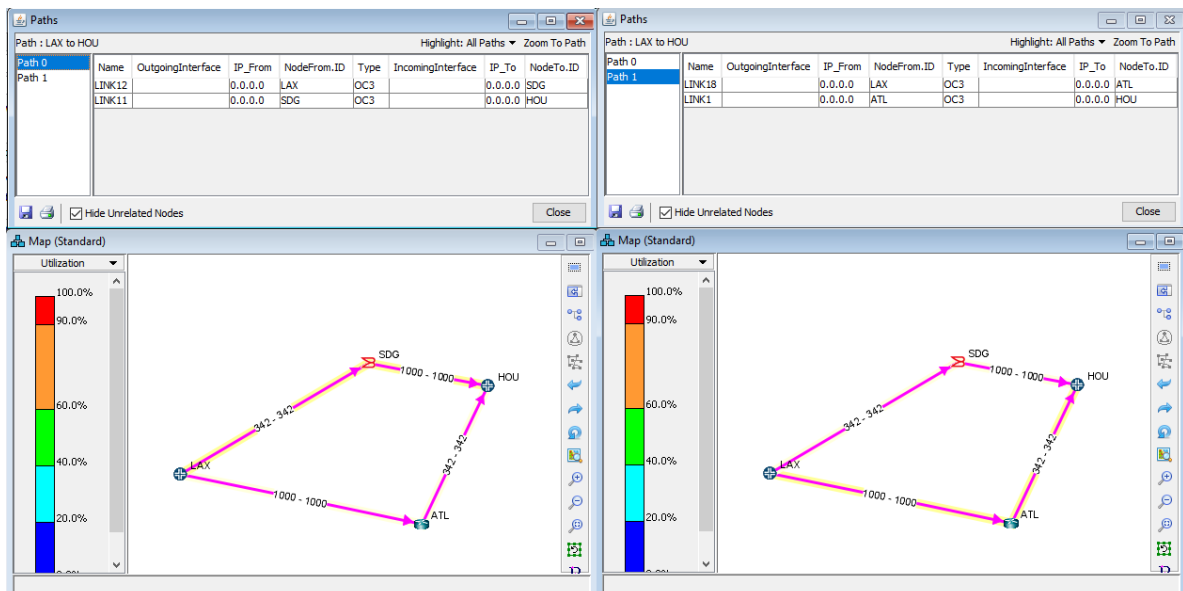 Paths
Path : LAX to HOU Highlight: All Paths Zoom To Path
Path 0
Path 1
Name OutgoingInterface IP_From NodeFrom.ID Type IncomingInterface IP_To NodeTo.ID
LINK12 0.0.0.0 LAX OC3 0.0.0.0 SDG
LINK11 0.0.0.0 SDG OC3 0.0.0.0 HOU
Hide Unrelated Nodes Close
Map (Standard)
Utilization
100.0%
90.0%
60.0%
40.0%
20.0%
SDG
1000 - 1000
HOU
342 - 342
342 - 342
LAX
1000 - 1000
ATL
Paths
Path : LAX to HOU Highlight: All Paths Zoom To Path
Path 0
Path 1
Name OutgoingInterface IP_From NodeFrom.ID Type IncomingInterface IP_To NodeTo.ID
LINK18 0.0.0.0 LAX OC3 0.0.0.0 ATL
LINK1 0.0.0.0 ATL OC3 0.0.0.0 HOU
Hide Unrelated Nodes Close
Map (Standard)
Utilization
100.0%
90.0%
60.0%
40.0%
20.0%
SDG
1000 - 1000
HOU
342 - 342
342 - 342
LAX
1000 - 1000
ATL